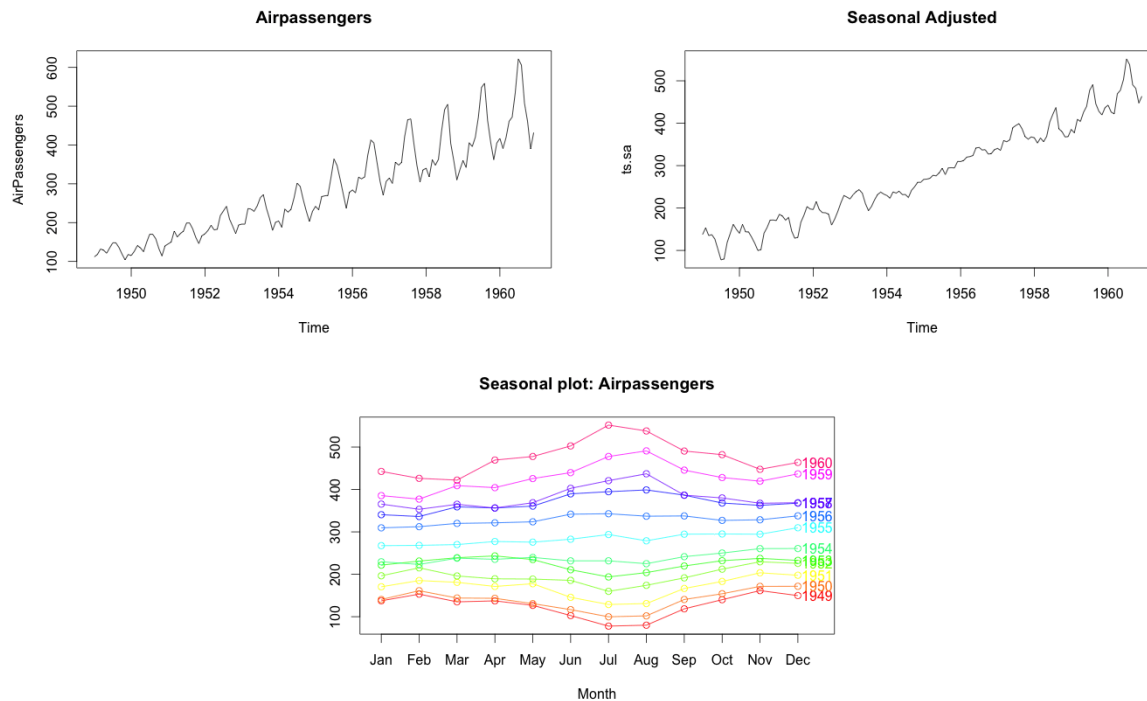 Airpassengers
AirPassengers
600
500
400
300
200
100
1950 1952 1954 1956 1958 1960
Time
Seasonal Adjusted
ts.sa
500
400
300
200
100
1950 1952 1954 1956 1958 1960
Time
Seasonal plot: Airpassengers
500
400
300
200
100
1960
1959
1956
1955
1954
1950
1949
Jan Feb Mar Apr May Jun Jul Aug Sep Oct Nov Dec
Month